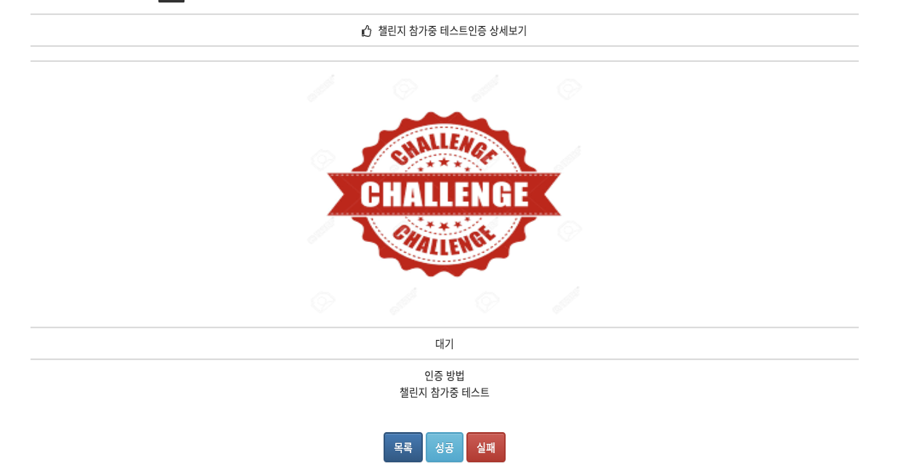 챌린지 참가중 테스트인증 상세보기
CHALLENGE
CHALLENGE
CHALLENGE
대기
인증 방법
챌린지 참가중 테스트
목록 성공 실패